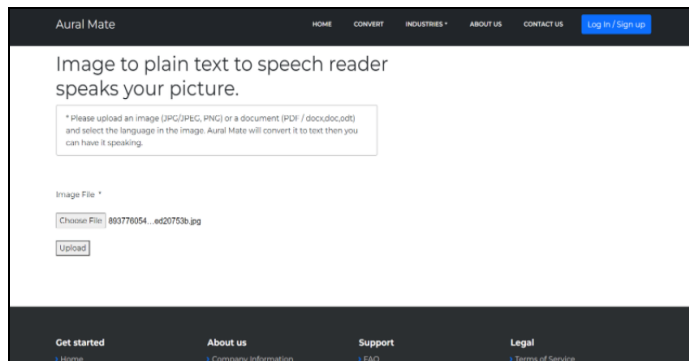 Aural Mate
HOME CONVERT INDUSTRIES ABOUT US CONTACT US Log In / Sign up
Image to plain text to speech reader
speaks your picture.
* Please upload an image (JPG/JPEG, PNG) or a document (PDF / docx,doc,odt)
and select the language in the image. Aural Mate will convert it to text then you
can have it speaking.
Image File *
Choose File 893776054...ed20753b.jpg
Upload
Get started About us Support Legal
Home Company Information FAQ Terms of Service